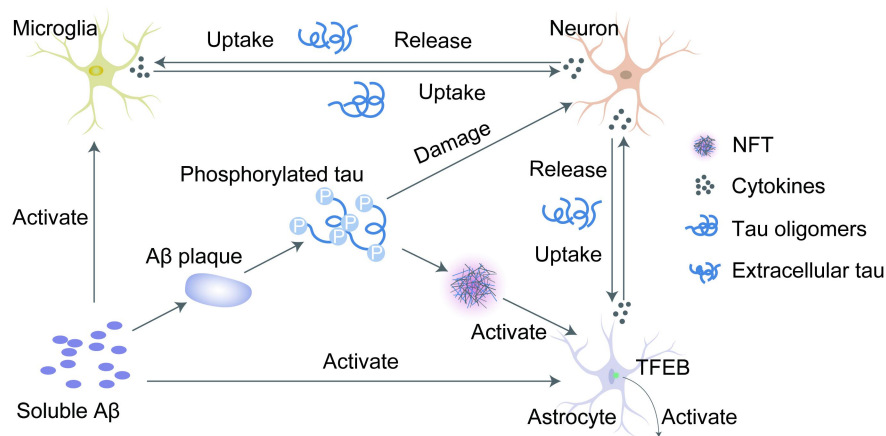 Microglia
Uptake
Release
Neuron
Uptake
Damage
Phosphorylated tau
P
P
P
P
P
P
Release
Uptake
NFT
Cytokines
Tau oligomers
Extracellular tau
Activate
Aβ plaque
Activate
Activate
Soluble Aβ
TFEB
Astrocyte
Activate